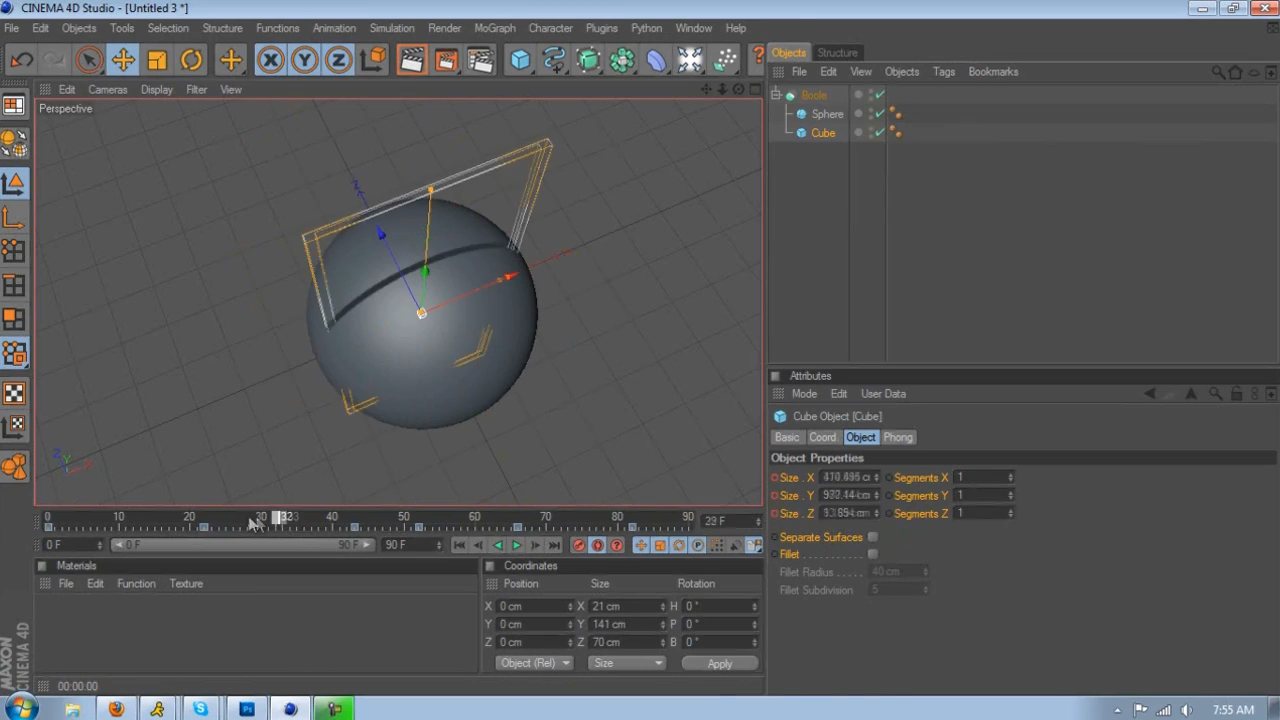 CINEMA 4D Studio - [Untitled 3 *]
File Edit Objects Tools Selection Structure Functions Animation Simulation Render MoGraph Character Plugins Python Window Help
X Y Z
Objects Structure
File Edit View Objects Tags Bookmarks
Edit Cameras Display Filter View
Perspective
Boole
Sphere
Cube
Attributes
Mode Edit User Data
Cube Object [Cube]
Basic Coord. Object Phong
Object Properties
Size . X Segments X 1
Size . Y Segments Y 1
Size . Z Segments Z 1
Separate Surfaces
Fillet
Fillet Radius . . . . . 40 cm
Fillet Subdivision 5
0 10 20 30 40 50 60 70 80 90
0 F 0 F 90 F 90 F
Materials
File Edit Function Texture
Coordinates
Position Size Rotation
X 0 cm X 21 cm H 0 °
Y 0 cm Y 141 cm P 0 °
Z 0 cm Z 70 cm B 0 °
Object (Rel) Size Apply
MAXON CINEMA 4D
00:00:00
7:55 AM